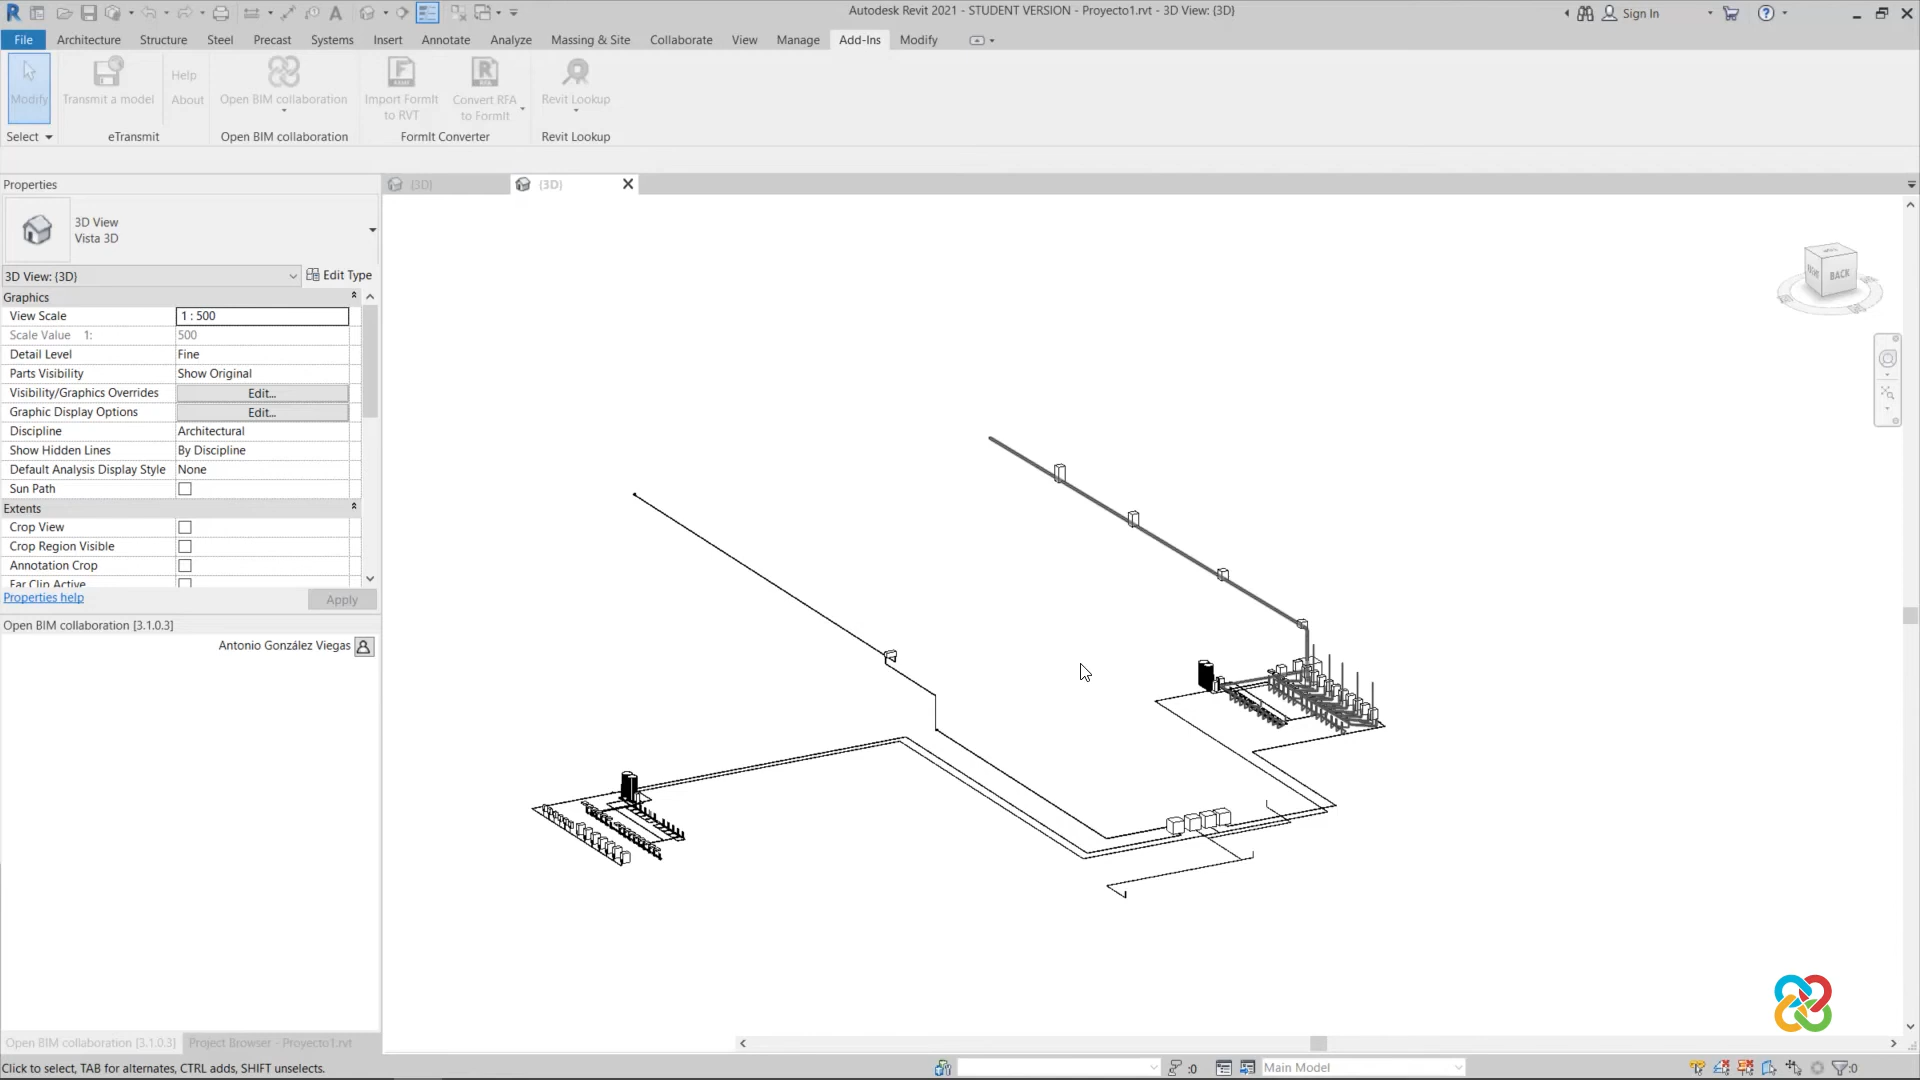 Autodesk Revit 2021 - STUDENT VERSION - Proyecto1.rvt - 3D View: {3D}
Sign In
File Architecture Structure Steel Precast Systems Insert Annotate Analyze Massing & Site Collaborate View Manage Add-Ins Modify
Modify
Transmit a model
Help
About
Open BIM collaboration
Import FormIt
to RVT
Convert RFA
to FormIt
Revit Lookup
Select
eTransmit
Open BIM collaboration
FormIt Converter
Revit Lookup
Properties
{3D}
{3D}
3D View
Vista 3D
3D View: {3D}
Edit Type
Graphics
View Scale 1 : 500
Scale Value 1: 500
Detail Level Fine
Parts Visibility Show Original
Visibility/Graphics Overrides Edit...
Graphic Display Options Edit...
Discipline Architectural
Show Hidden Lines By Discipline
Default Analysis Display Style None
Sun Path
Extents
Crop View
Crop Region Visible
Annotation Crop
Far Clip Active
Properties help
Apply
Open BIM collaboration [3.1.0.3]
Antonio González Viegas
BACK
Open BIM collaboration [3.1.0.3]
Project Browser - Proyecto1.rvt
Click to select, TAB for alternates, CTRL adds, SHIFT unselects.
:0
Main Model
:0